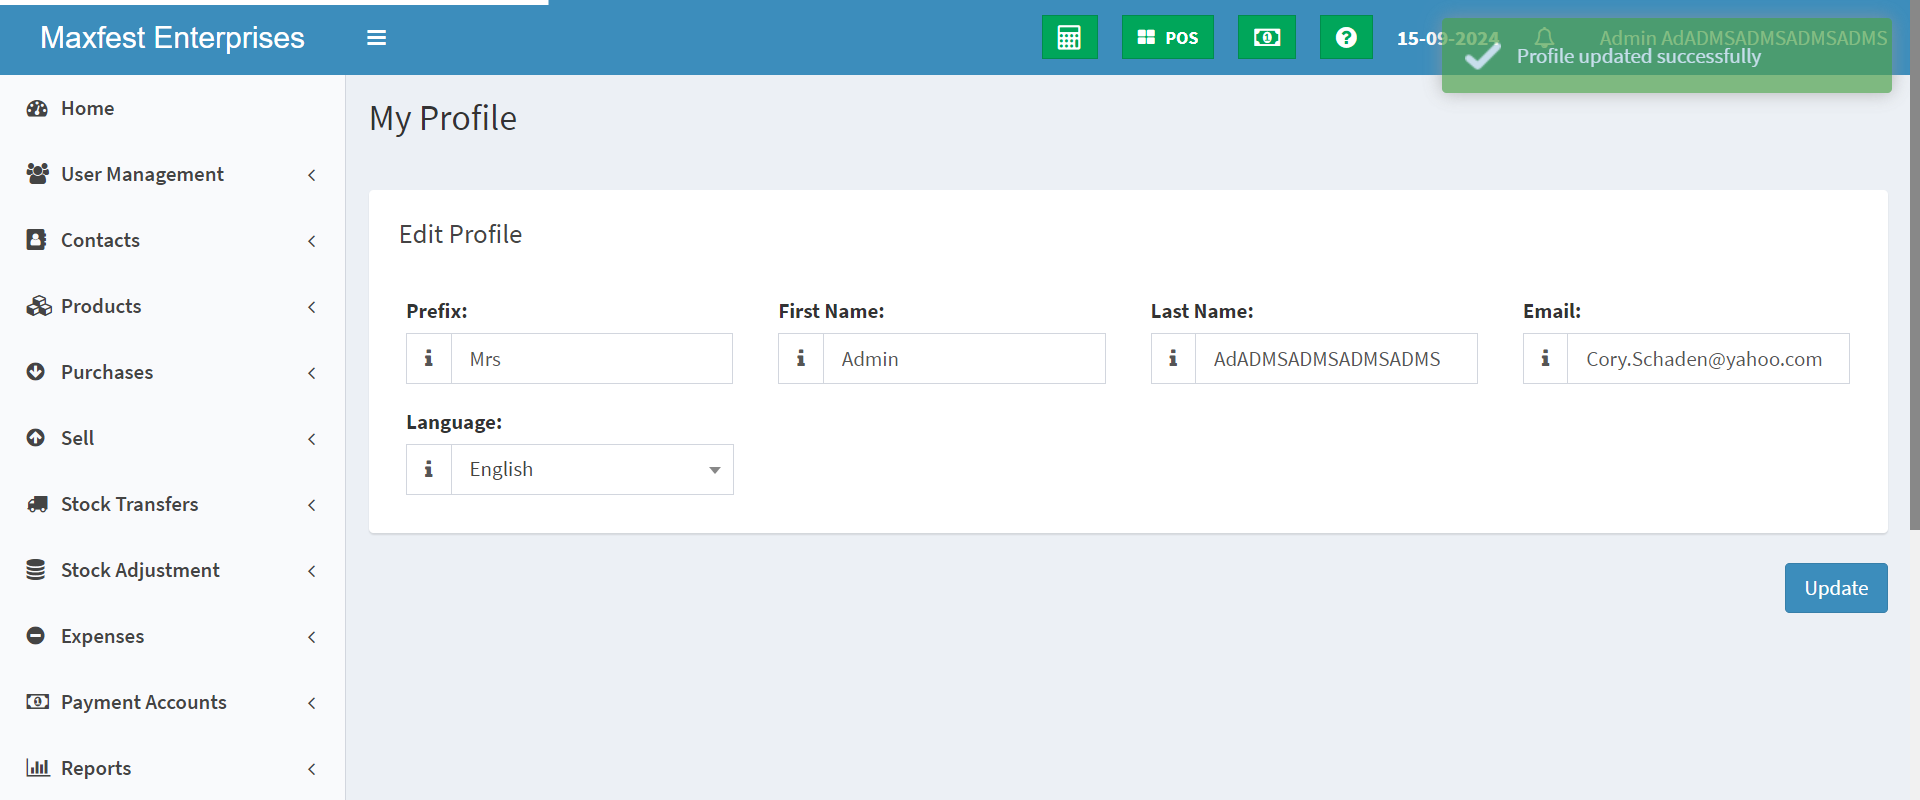 Maxfest Enterprises
POS
15-09-2024
Admin AdADMSADMSADMSADMS
Profile updated successfully
Home
User Management
Contacts
Products
Purchases
Sell
Stock Transfers
Stock Adjustment
Expenses
Payment Accounts
Reports
My Profile
Edit Profile
Prefix:
First Name:
Last Name:
Email:
Mrs
Admin
AdADMSADMSADMSADMS
Cory.Schaden@yahoo.com
Language:
English
Update